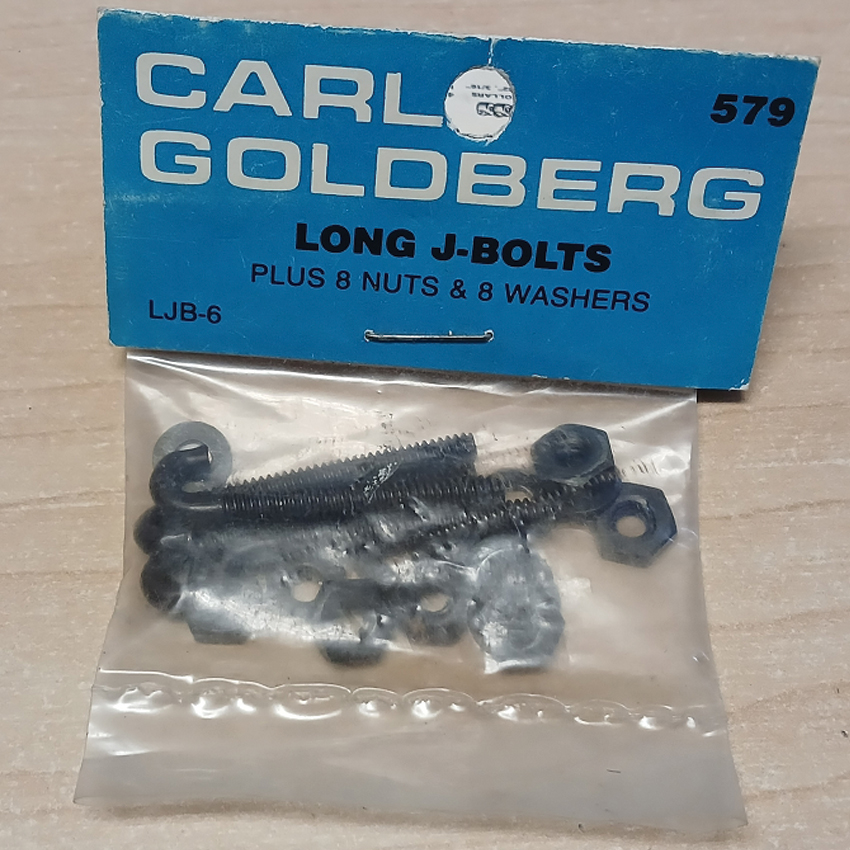 CARL
579
GOLDBERG
LONG J-BOLTS
PLUS 8 NUTS & 8 WASHERS
LJB-6